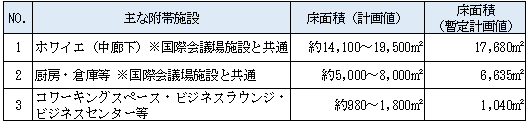 NO. 主な附帯施設 床面積（計画値） 床面積
（暫定計画値）
1 ホワイエ（中廊下）※国際会議場施設と共通 約14,100～19,500㎡ 17,680㎡
2 厨房・倉庫等 ※国際会議場施設と共通 約5,000～8,000㎡ 6,635㎡
3 コワーキングスペース・ビジネスラウンジ・
ビジネスセンター等 約980～1,800㎡ 1,040㎡